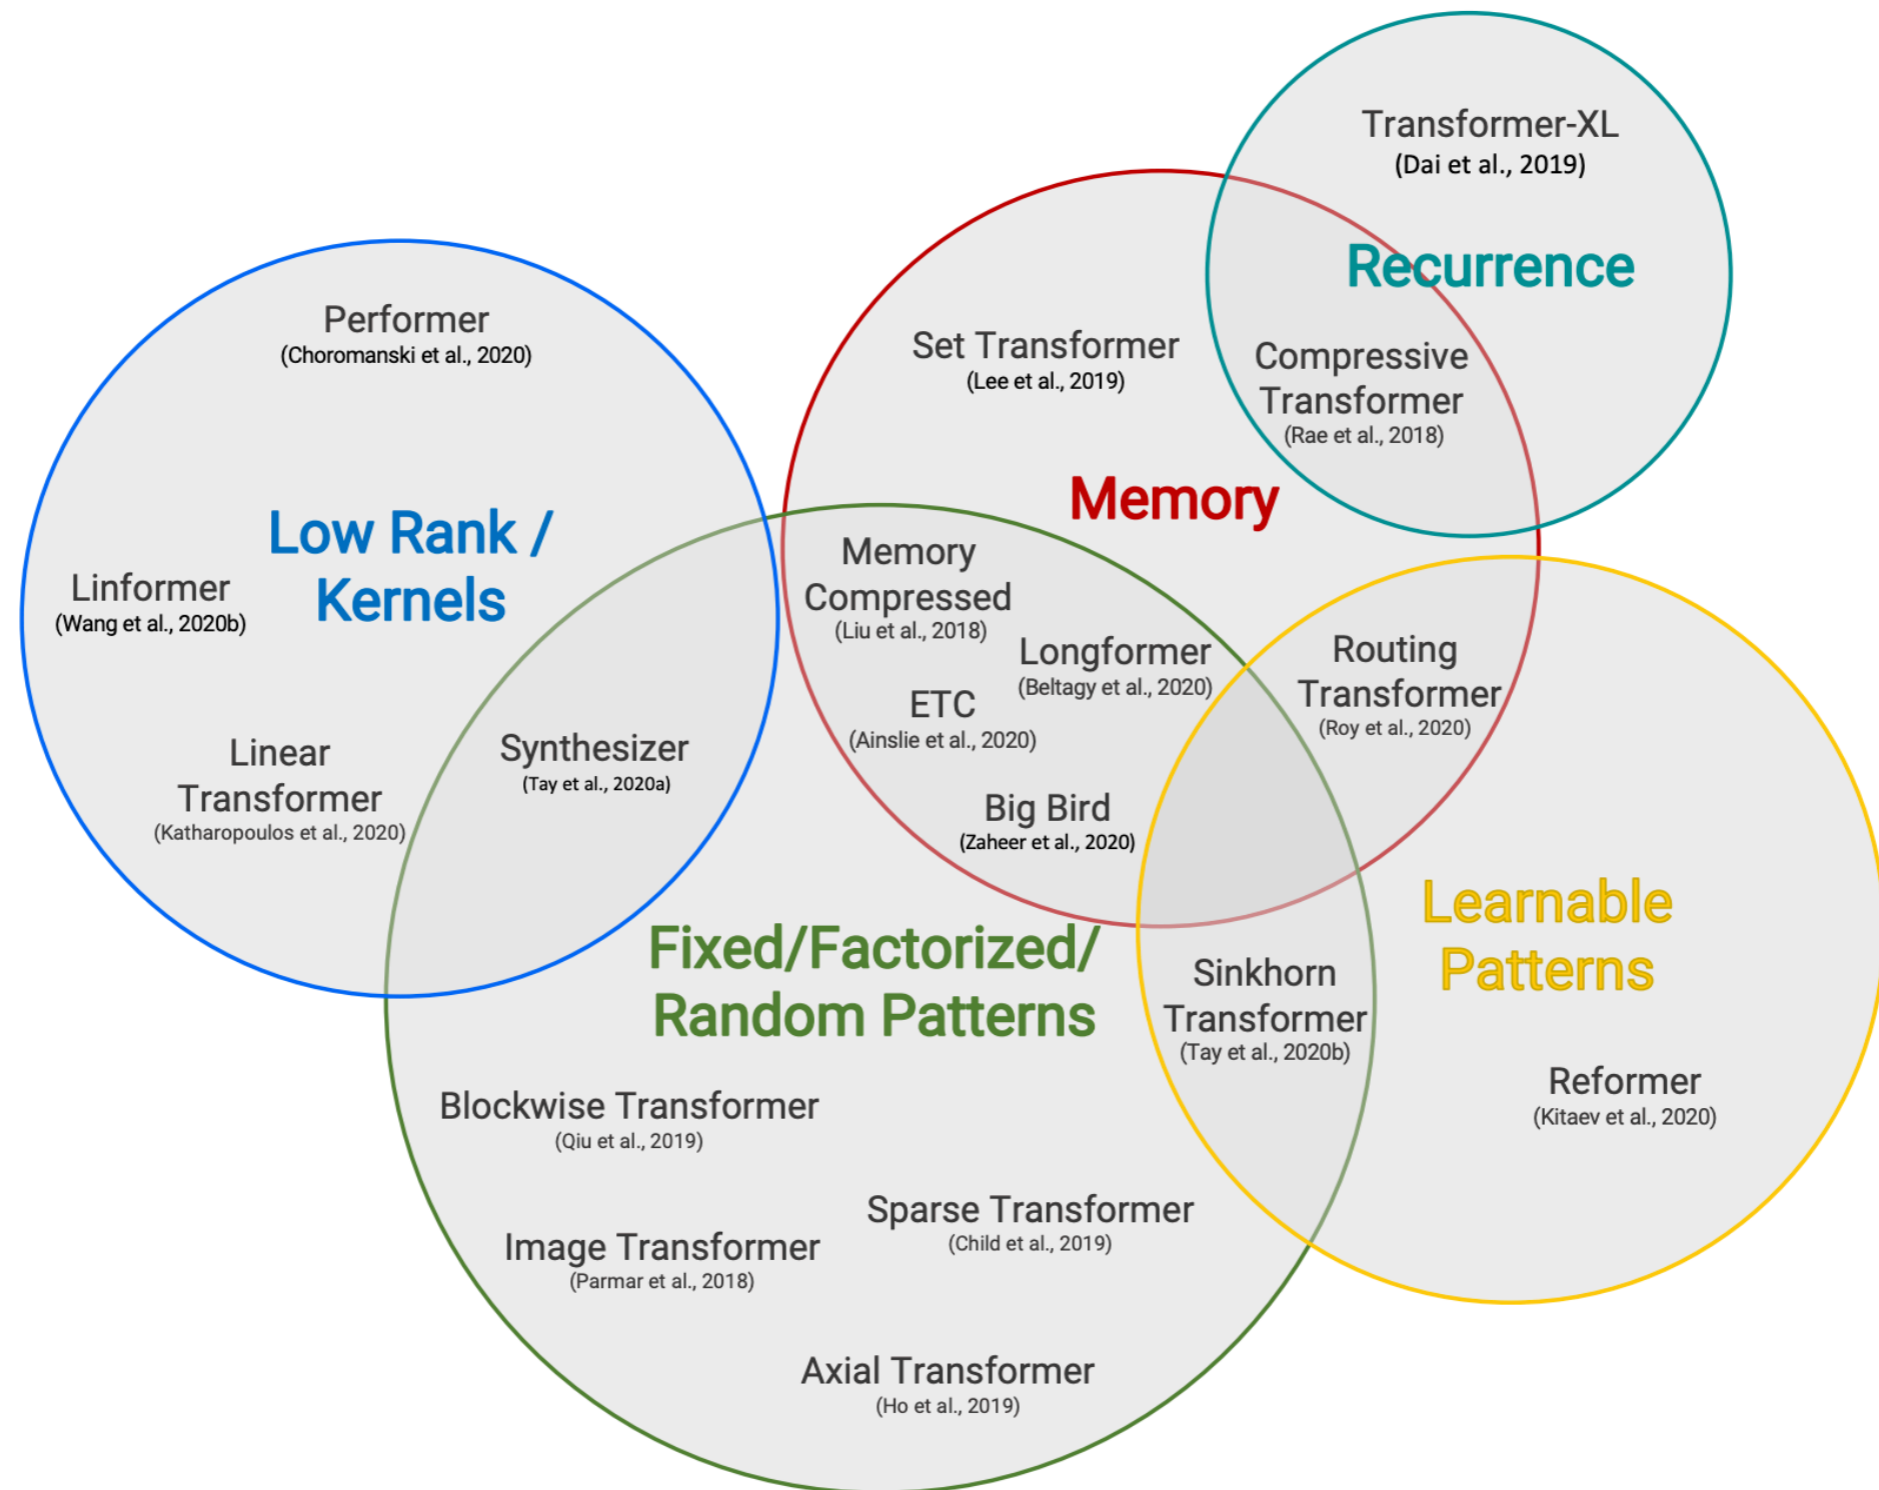 Transformer-XL
(Dai et al., 2019)
Recurrence
Compressive
Transformer
(Rae et al., 2018)
Set Transformer
(Lee et al., 2019)
Memory
Performer
(Choromanski et al., 2020)
Low Rank /
Kernels
Linformer
(Wang et al., 2020b)
Linear
Transformer
(Katharopoulos et al., 2020)
Synthesizer
(Tay et al., 2020a)
Memory
Compressed
(Liu et al., 2018)
Longformer
(Beltagy et al., 2020)
ETC
(Ainslie et al., 2020)
Big Bird
(Zaheer et al., 2020)
Routing
Transformer
(Roy et al., 2020)
Learnable
Patterns
Fixed/Factorized/
Random Patterns
Sinkhorn
Transformer
(Tay et al., 2020b)
Reformer
(Kitaev et al., 2020)
Blockwise Transformer
(Qiu et al., 2019)
Sparse Transformer
(Child et al., 2019)
Image Transformer
(Parmar et al., 2018)
Axial Transformer
(Ho et al., 2019)